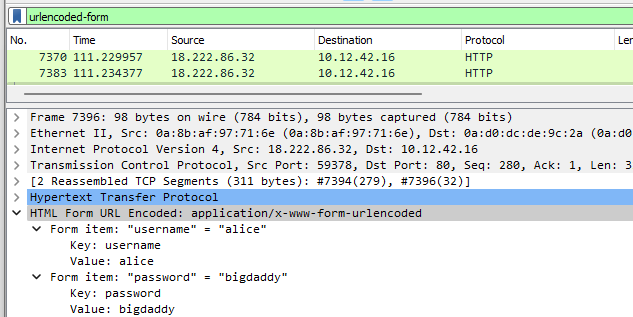 urlencoded-form
No. Time Source Destination Protocol
7370 111.229957 18.222.86.32 10.12.42.16 HTTP
7383 111.234377 18.222.86.32 10.12.42.16 HTTP
Frame 7396: 98 bytes on wire (784 bits), 98 bytes captured (784 bits)
Ethernet II, Src: 0a:8b:af:97:71:6e (0a:8b:af:97:71:6e), Dst: 0a:d0:dc:de:9c:2a (0a:d0
Internet Protocol Version 4, Src: 18.222.86.32, Dst: 10.12.42.16
Transmission Control Protocol, Src Port: 59378, Dst Port: 80, Seq: 280, Ack: 1, Len: 3
[2 Reassembled TCP Segments (311 bytes): #7394(279), #7396(32)]
Hypertext Transfer Protocol
HTML Form URL Encoded: application/x-www-form-urlencoded
Form item: "username" = "alice"
Key: username
Value: alice
Form item: "password" = "bigdaddy"
Key: password
Value: bigdaddy